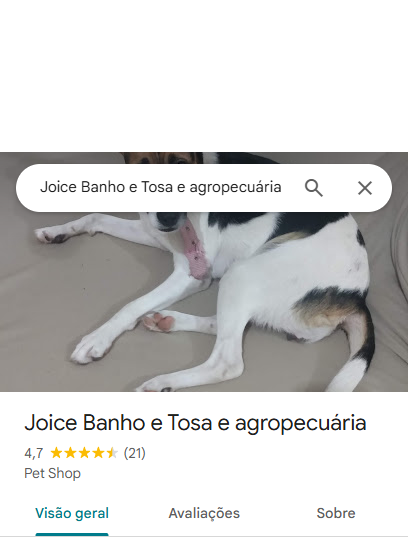 Joice Banho e Tosa e agropecuária
Joice Banho e Tosa e agropecuária
4,7 (21)
Pet Shop
Visão geral Avaliações Sobre